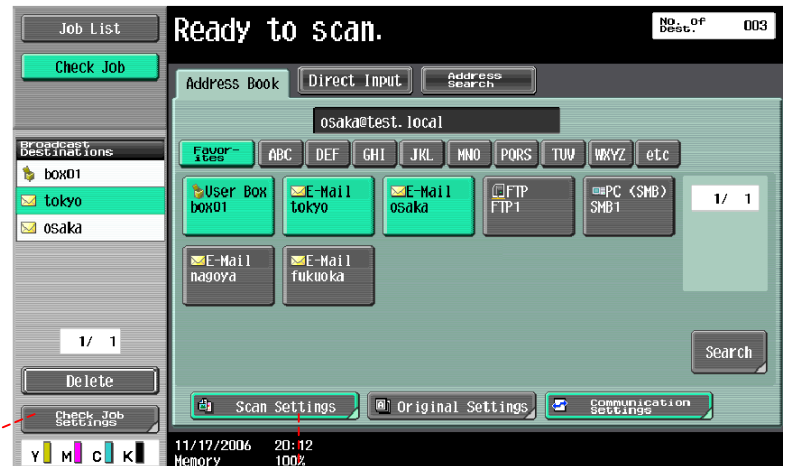 Job List
Check Job
Ready to scan.
No. of Dest. 003
Address Book
Direct Input
Address Search
osaka@test.local
Favor-ites
ABC
DEF
GHI
JKL
MNO
PQRS
TUV
WXYZ
etc
Broadcast Destinations
box01
tokyo
osaka
User Box
box01
E-Mail
tokyo
E-Mail
osaka
FTP
FTP1
PC (SMB)
SMB1
1/ 1
E-Mail
nagoya
E-Mail
fukuoka
1/ 1
Search
Delete
Check Job Settings
Scan Settings
Original Settings
Communication Settings
Y M C K
11/17/2006 20:12
Memory 100%